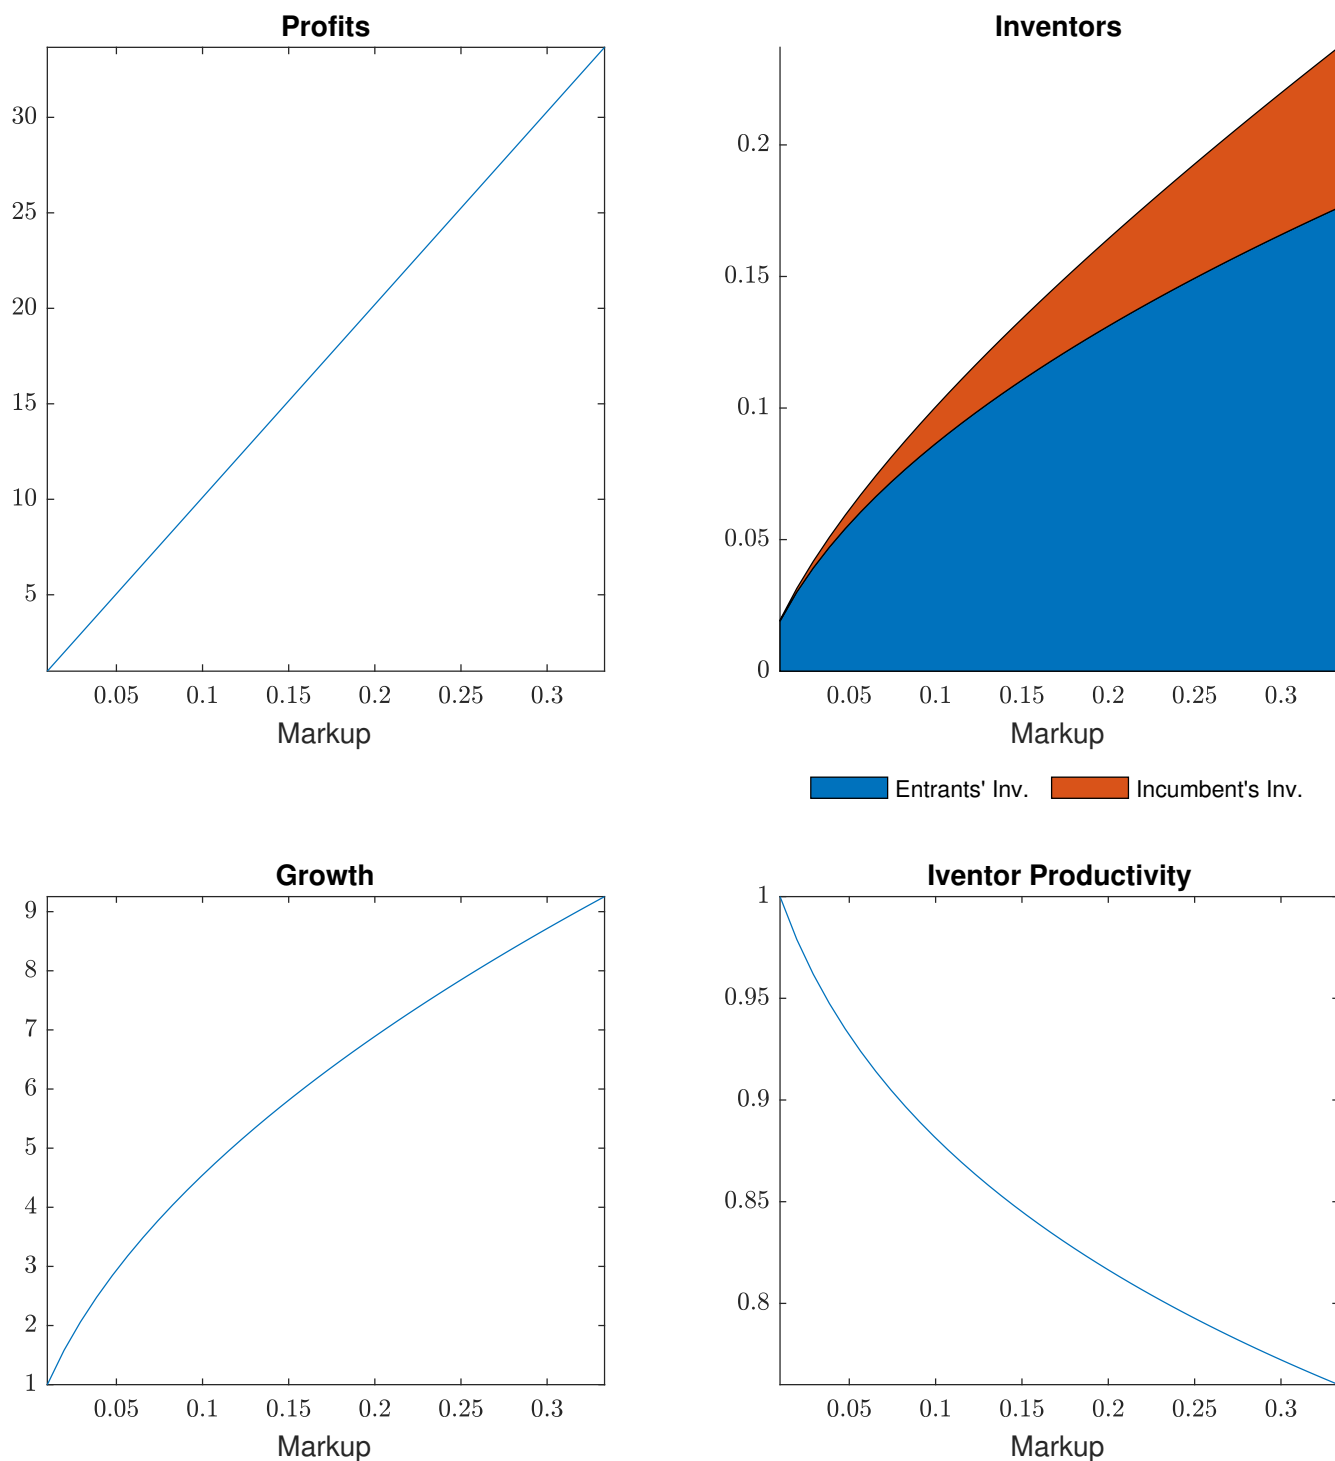 Profits
30
25
20
15
10
5
0.05 0.1 0.15 0.2 0.25 0.3
Markup
Inventors
0.2
0.15
0.1
0.05
0
0.05 0.1 0.15 0.2 0.25 0.3
Markup
Entrants' Inv. Incumbent's Inv.
Growth
9
8
7
6
5
4
3
2
1
0.05 0.1 0.15 0.2 0.25 0.3
Markup
Iventor Productivity
1
0.95
0.9
0.85
0.8
0.05 0.1 0.15 0.2 0.25 0.3
Markup